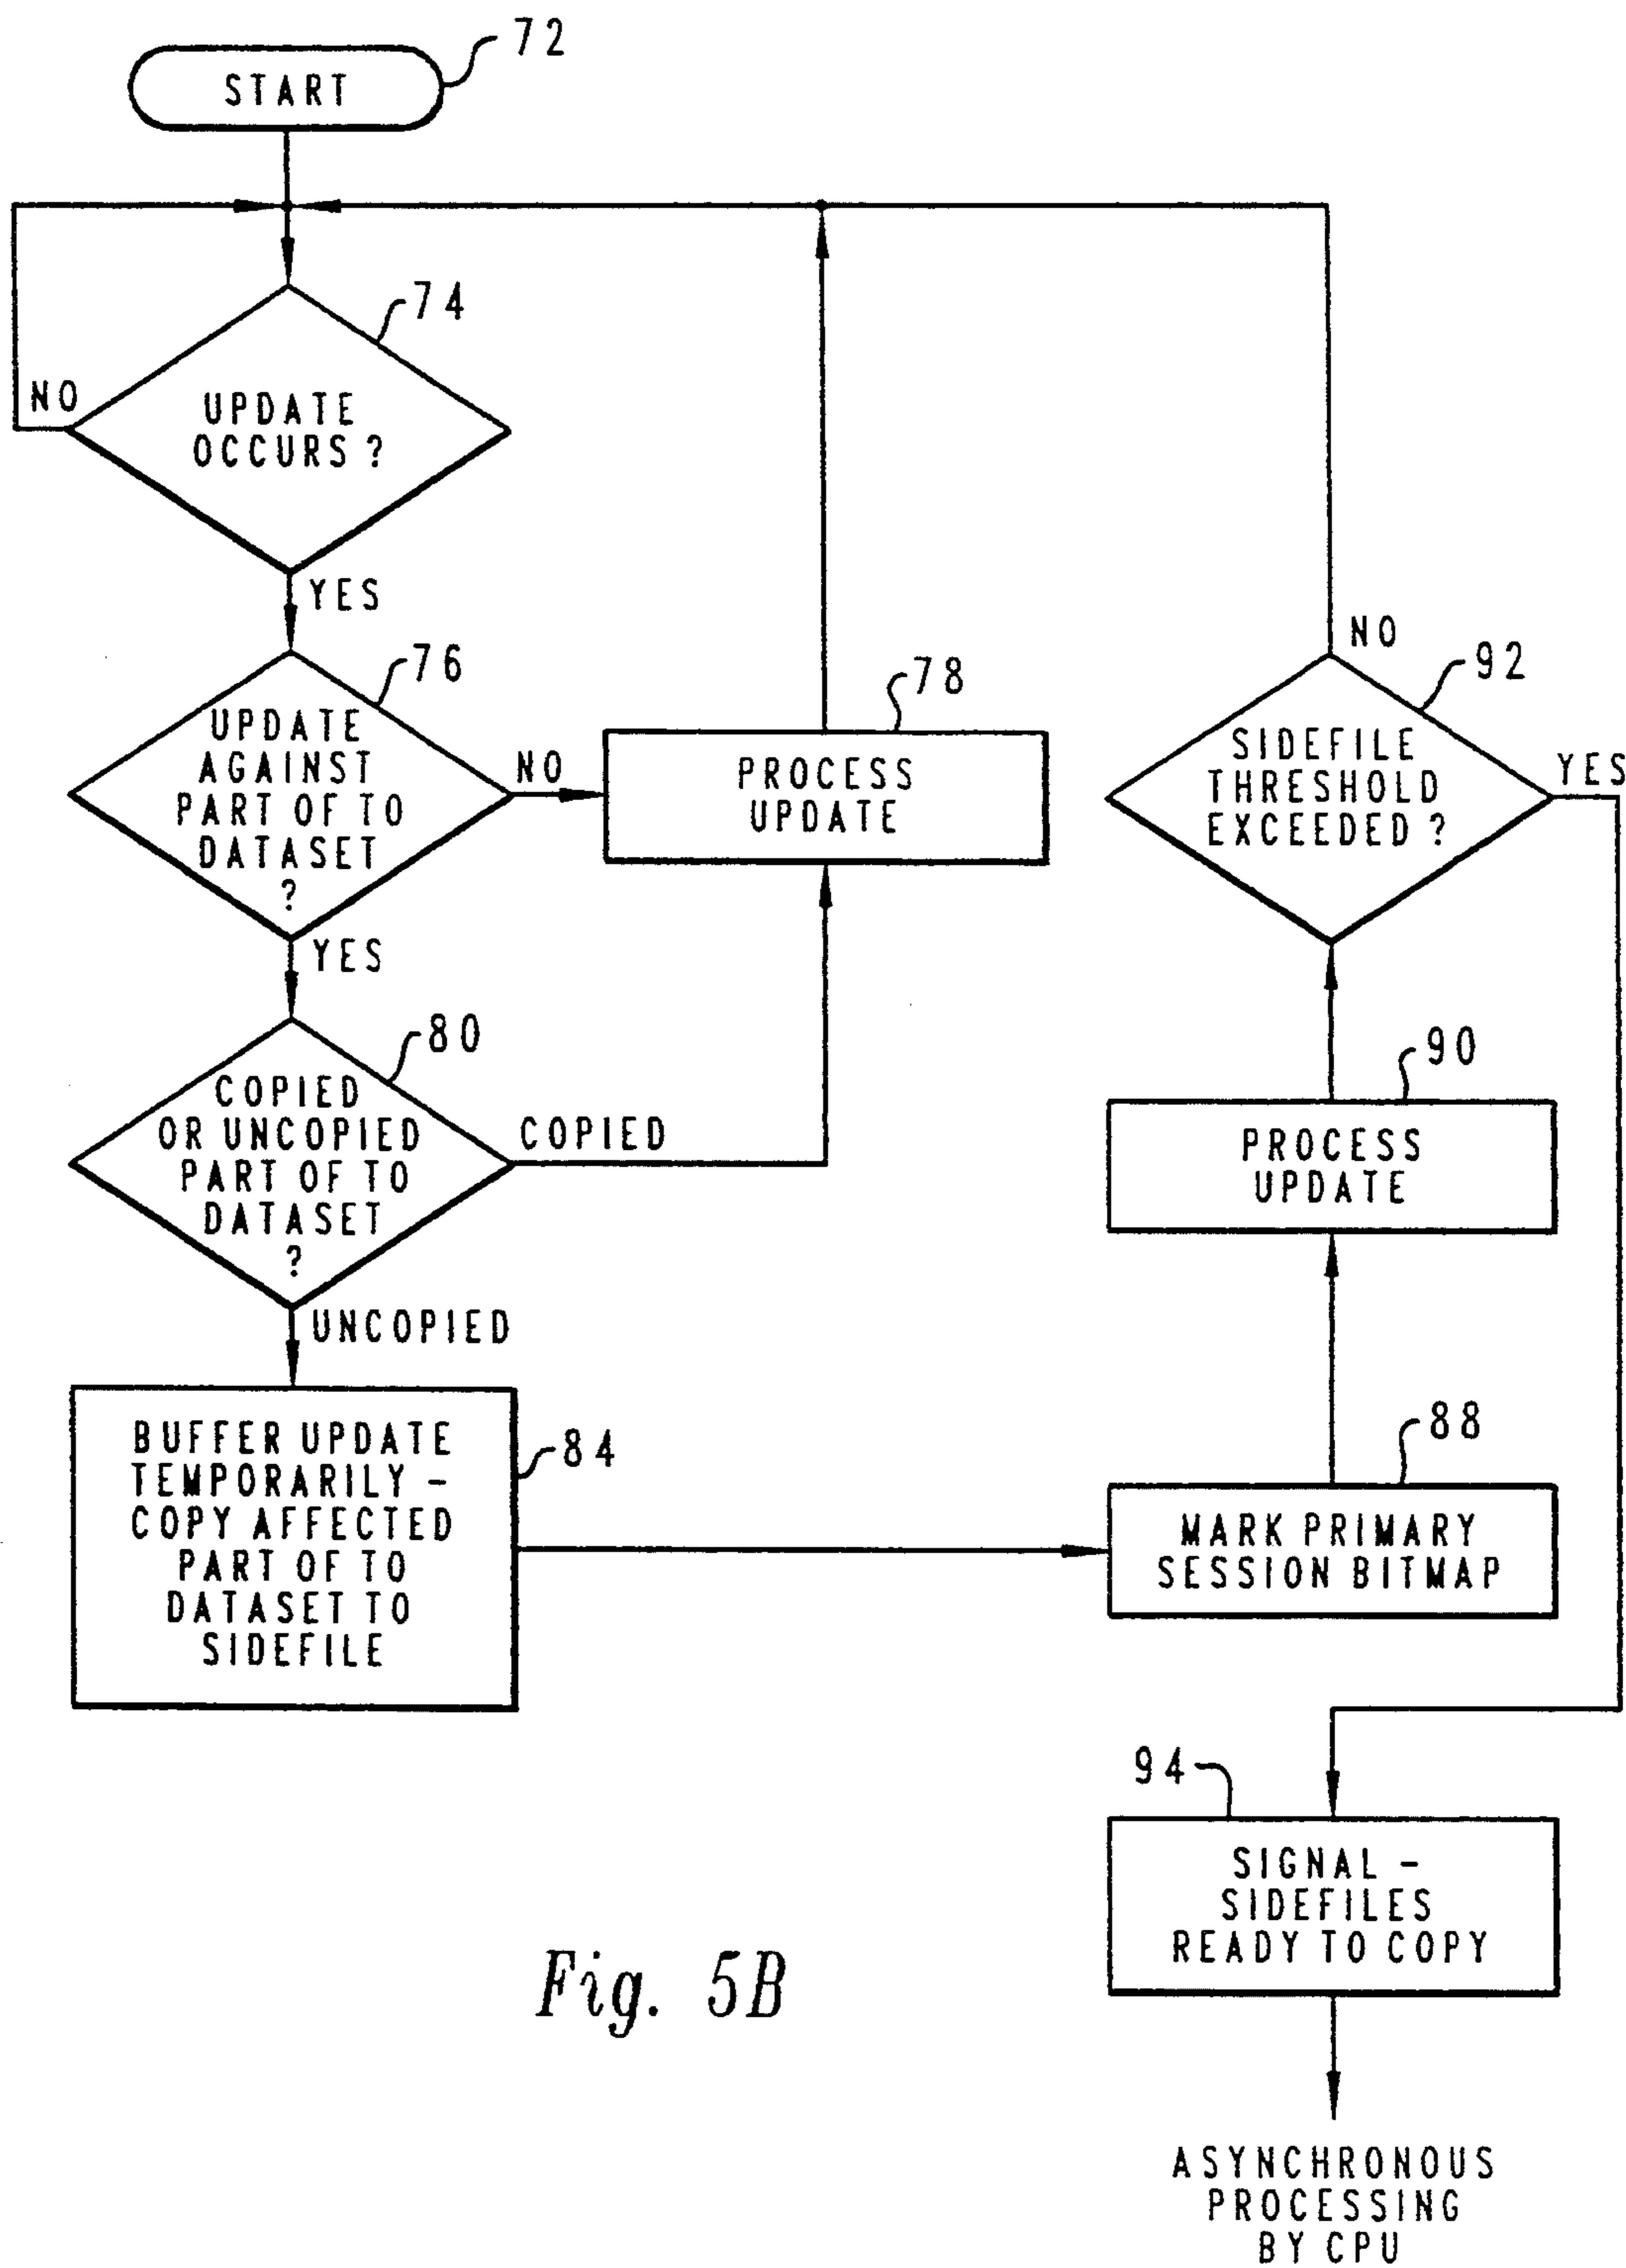 72
START
74
NO
UPDATE
OCCURS ?
YES
76
UPDATE
AGAINST
PART OF TO
DATASET
?
NO
78
PROCESS
UPDATE
NO
92
SIDEFILE
THRESHOLD
EXCEEDED ?
YES
YES
80
COPIED
OR UNCOPIED
PART OF TO
DATASET
?
COPIED
90
PROCESS
UPDATE
UNCOPIED
BUFFER UPDATE
TEMPORARILY -
COPY AFFECTED
PART OF TO
DATASET TO
SIDEFILE
84
88
MARK PRIMARY
SESSION BITMAP
94
SIGNAL -
SIDEFILES
READY TO COPY
Fig. 5B
ASYNCHRONOUS
PROCESSING
BY CPU